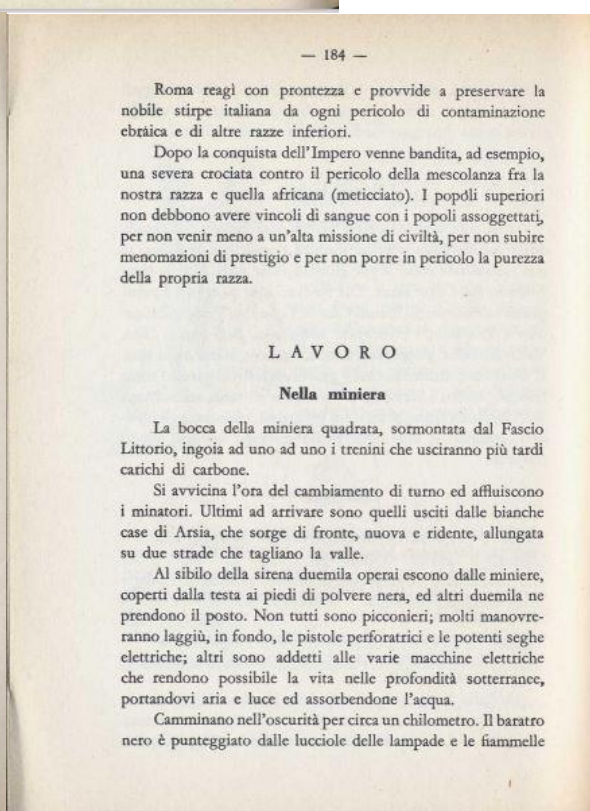 — 184 —
Roma reagì con prontezza e provvide a preservare la
nobile stirpe italiana da ogni pericolo di contaminazione
ebráica e di altre razze inferiori.
Dopo la conquista dell'Impero venne bandita, ad esempio,
una severa crociata contro il pericolo della mescolanza fra la
nostra razza e quella africana (meticciato). I popóli superiori
non debbono avere vincoli di sangue con i popoli assoggettati,
per non venir meno a un'alta missione di civiltà, per non subire
menomazioni di prestigio e per non porre in pericolo la purezza
della propria razza.
LAVORO
Nella miniera
La bocca della miniera quadrata, sormontata dal Fascio
Littorio, ingoia ad uno ad uno i trenini che usciranno più tardi
carichi di carbone.
Si avvicina l'ora del cambiamento di turno ed affluiscono
i minatori. Ultimi ad arrivare sono quelli usciti dalle bianche
case di Arsia, che sorge di fronte, nuova e ridente, allungata
su due strade che tagliano la valle.
Al sibilo della sirena duemila operai escono dalle miniere,
coperti dalla testa ai piedi di polvere nera, ed altri duemila ne
prendono il posto. Non tutti sono picconieri; molti manovre-
ranno laggiù, in fondo, le pistole perforatrici e le potenti seghe
elettriche; altri sono addetti alle varie macchine elettriche
che rendono possibile la vita nelle profondità sotterranee,
portandovi aria e luce ed assorbendone l'acqua.
Camminano nell'oscurità per circa un chilometro. Il baratro
nero è punteggiato dalle lucciole delle lampade e le fiammelle